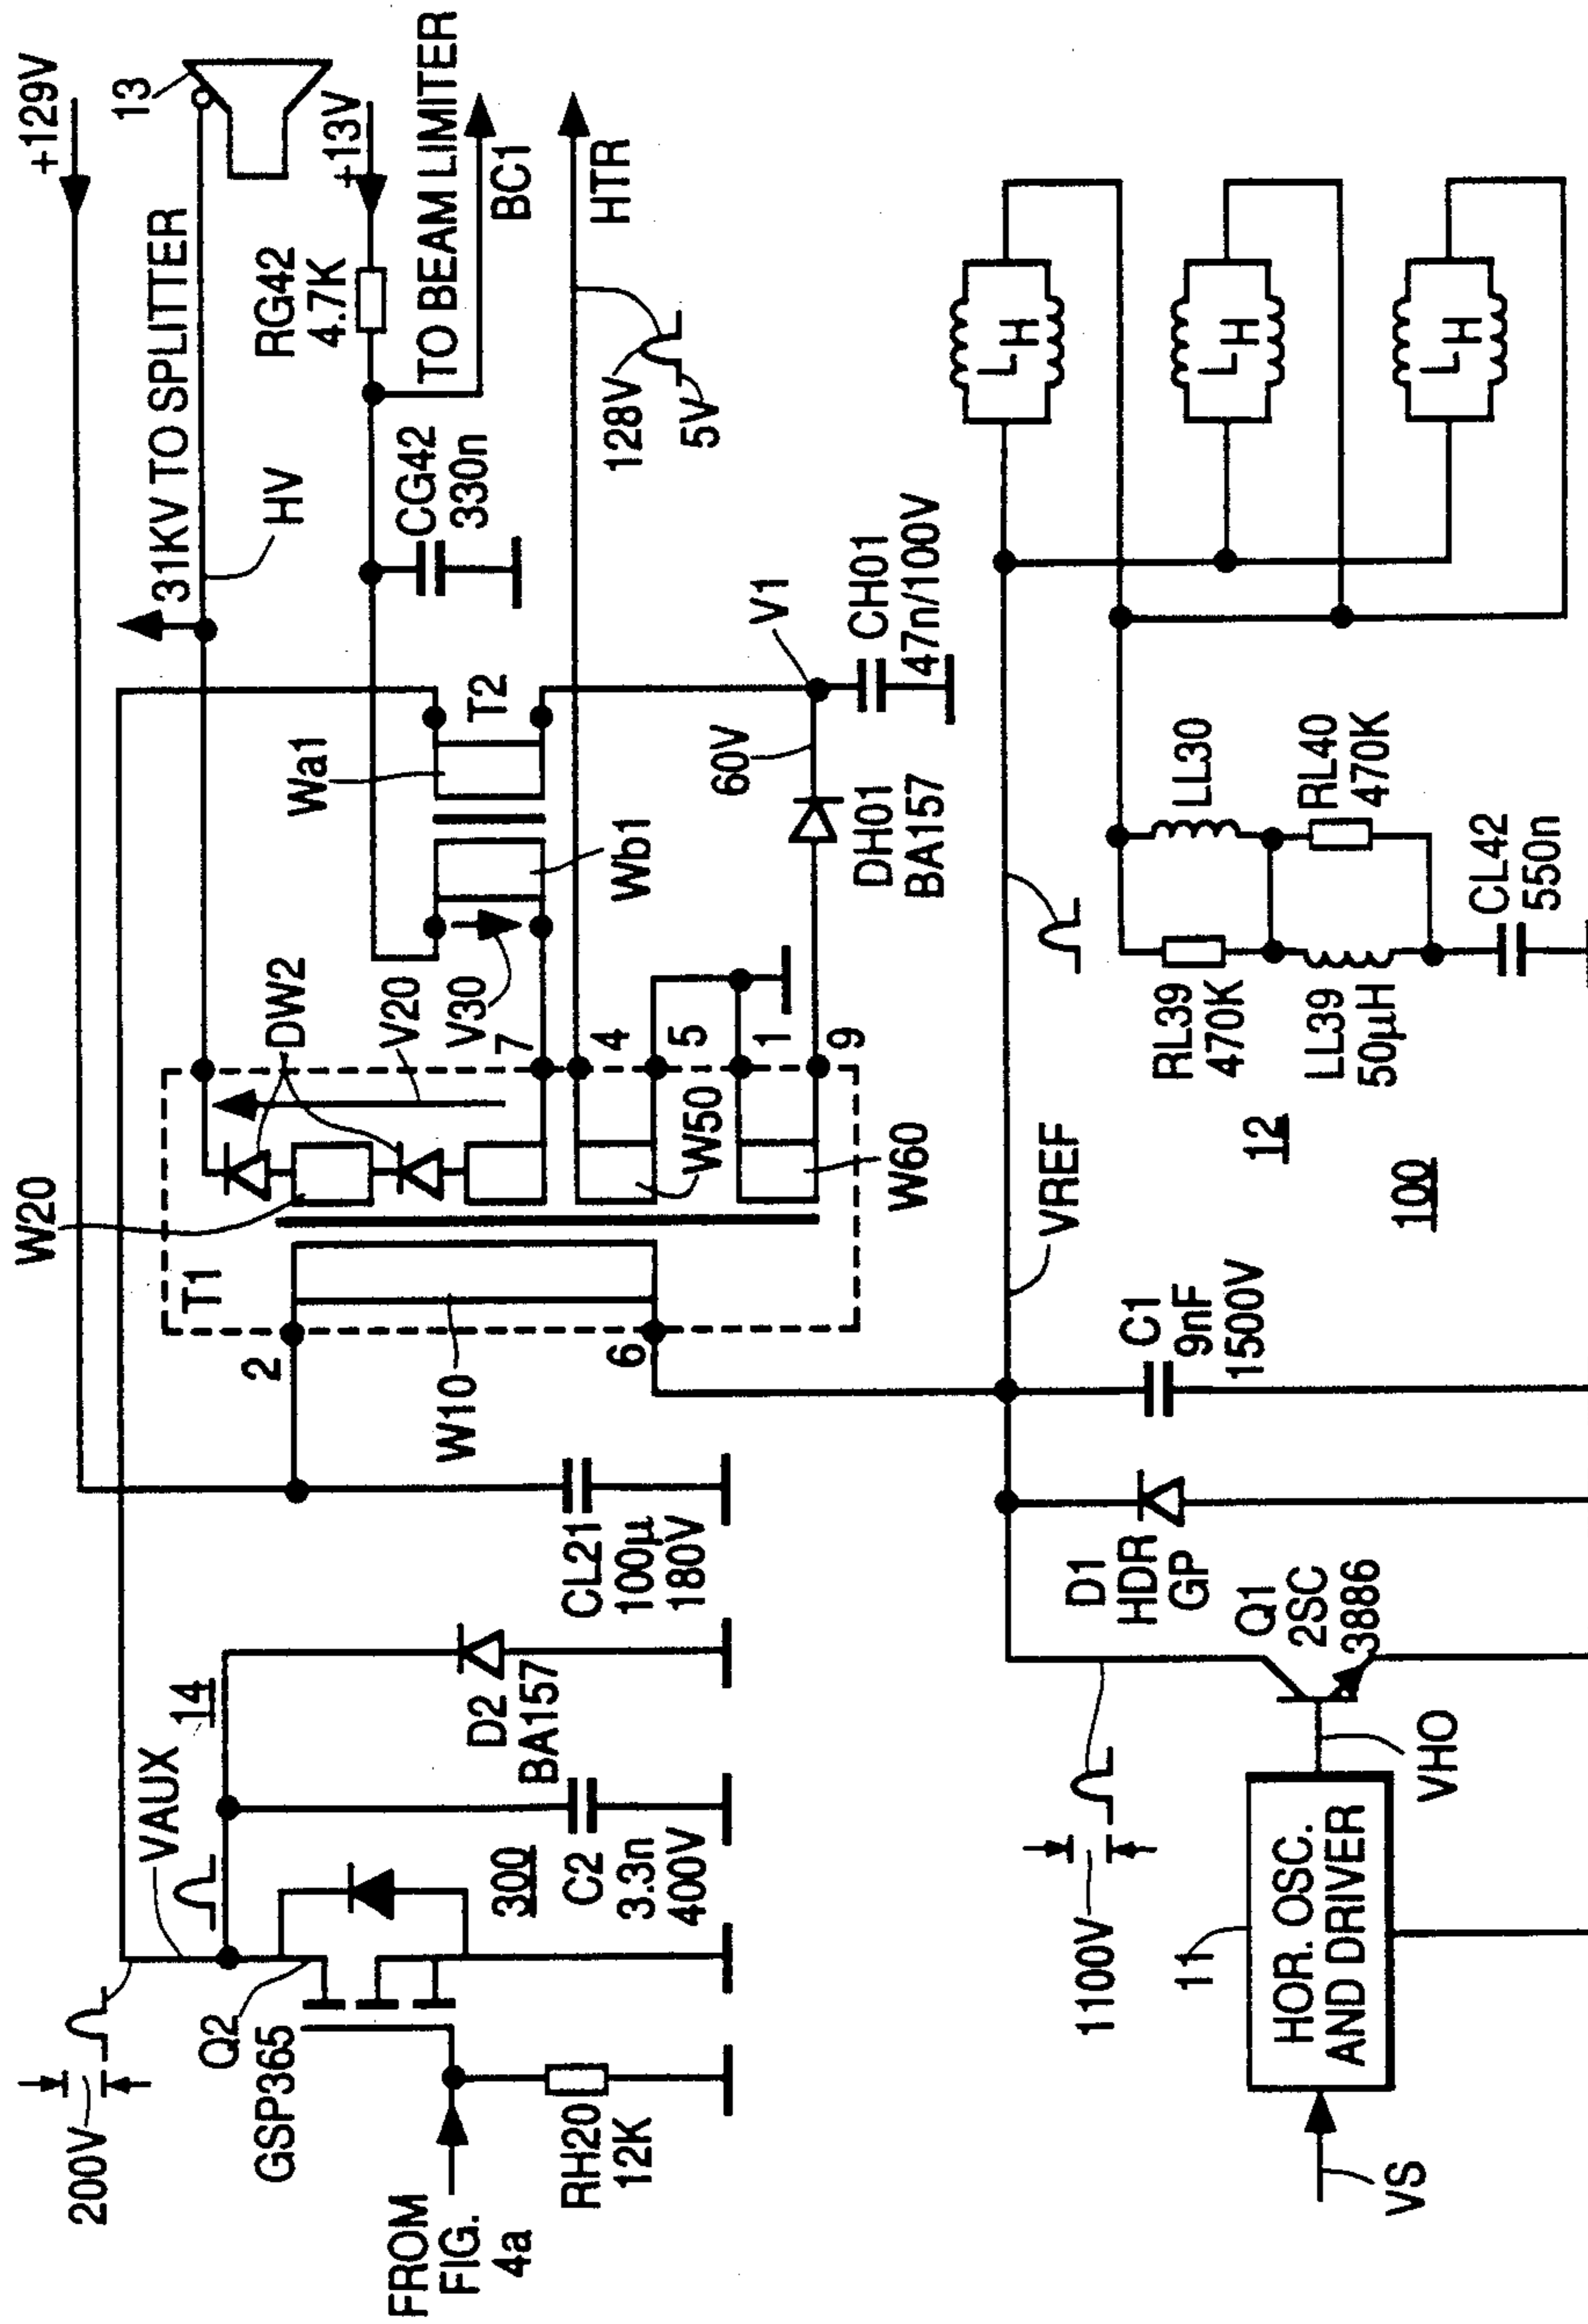 200V
VAUX
W20
+129V
14
T1
DW2
31KV TO SPLITTER
HV
13
Q2
GSP365
2
V20
V30
Wa1
RG42
4.7K
+13V
FROM
FIG.
4a
300
D2
BA157
W10
7
Wb1
T2
CG42
330n
TO BEAM LIMITER
BC1
RH20
12K
C2
3.3n
400V
CL21
100µ
180V
6
4
5
W50
1
9
W60
HTR
128V
5V
60V
V1
DH01
BA157
CH01
47n/100V
1100V
D1
HDR
GP
C1
9nF
1500V
VREF
LH
11
HOR. OSC.
AND DRIVER
VS
VHO
Q1
2SC
3886
12
100
RL39
470K
LL30
LL39
50µH
RL40
470K
CL42
550n
LH
LH